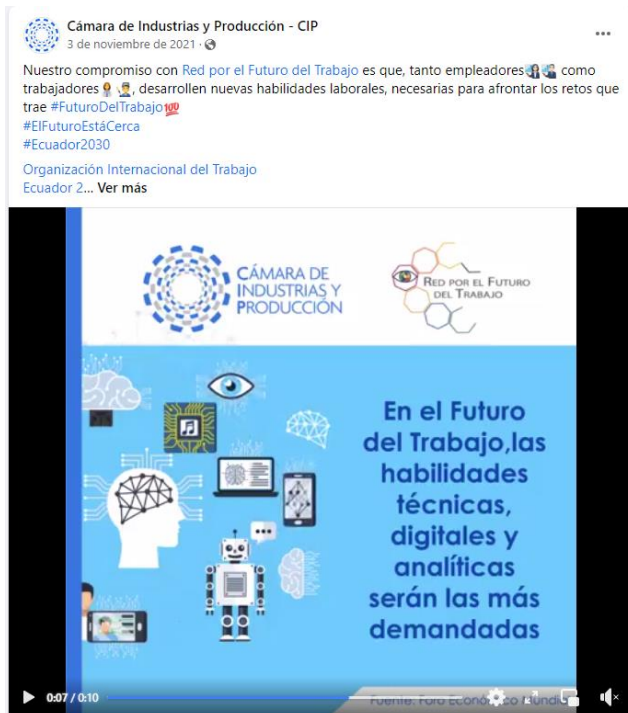 Cámara de Industrias y Producción - CIP
3 de noviembre de 2021 ·
Nuestro compromiso con Red por el Futuro del Trabajo es que, tanto empleadores como
trabajadores, desarrollen nuevas habilidades laborales, necesarias para afrontar los retos que
trae #FuturoDelTrabajo💯
#ElFuturoEstáCerca
#Ecuador2030
Organización Internacional del Trabajo
Ecuador 2... Ver más
CÁMARA DE
INDUSTRIAS Y
PRODUCCIÓN
RED POR EL FUTURO
DEL TRABAJO
En el Futuro
del Trabajo,las
habilidades
técnicas,
digitales y
analíticas
serán las más
demandadas
0:07 / 0:10
Fuente: Foro Económico Mundial